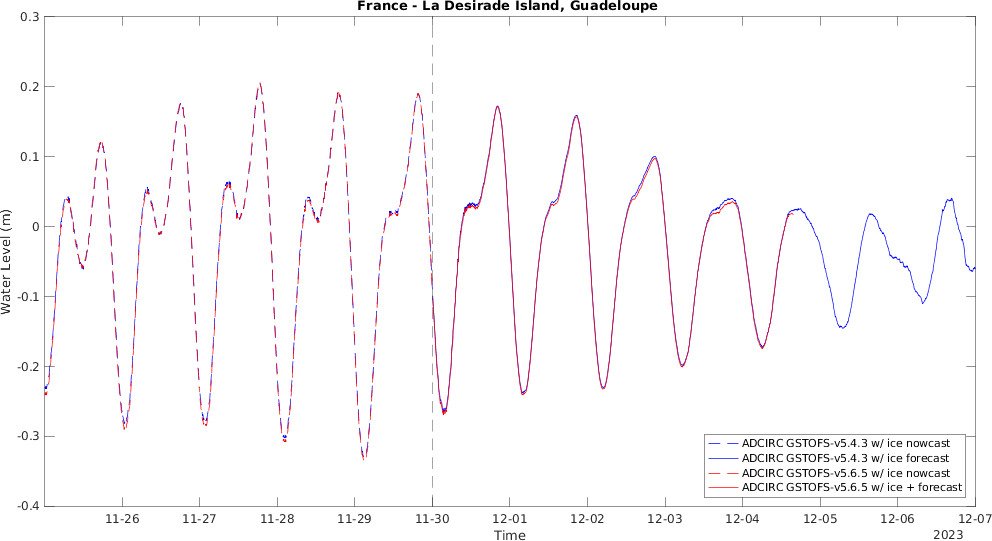 France - La Desirade Island, Guadeloupe
0.3
0.2
0.1
0
-0.1
-0.2
-0.3
-0.4
Water Level (m)
ADCIRC GSTOFS-v5.4.3 w/ ice nowcast
ADCIRC GSTOFS-v5.4.3 w/ ice forecast
ADCIRC GSTOFS-v5.6.5 w/ ice nowcast
ADCIRC GSTOFS-v5.6.5 w/ ice + forecast
11-26 11-27 11-28 11-29 11-30 12-01 12-02 12-03 12-04 12-05 12-06 12-07
Time
2023